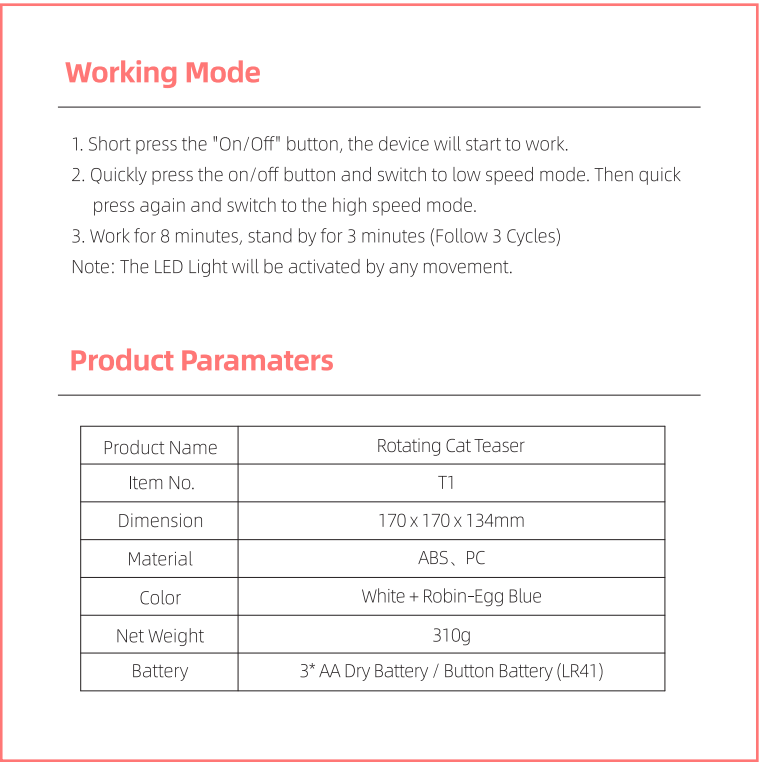 Working Mode
1. Short press the "On/Off" button, the device will start to work.
2. Quickly press the on/off button and switch to low speed mode. Then quick
press again and switch to the high speed mode.
3. Work for 8 minutes, stand by for 3 minutes (Follow 3 Cycles)
Note: The LED Light will be activated by any movement.
Product Paramaters
Product Name Rotating Cat Teaser
Item No. T1
Dimension 170 x 170 x 134mm
Material ABS、PC
Color White + Robin-Egg Blue
Net Weight 310g
Battery 3* AA Dry Battery / Button Battery (LR41)